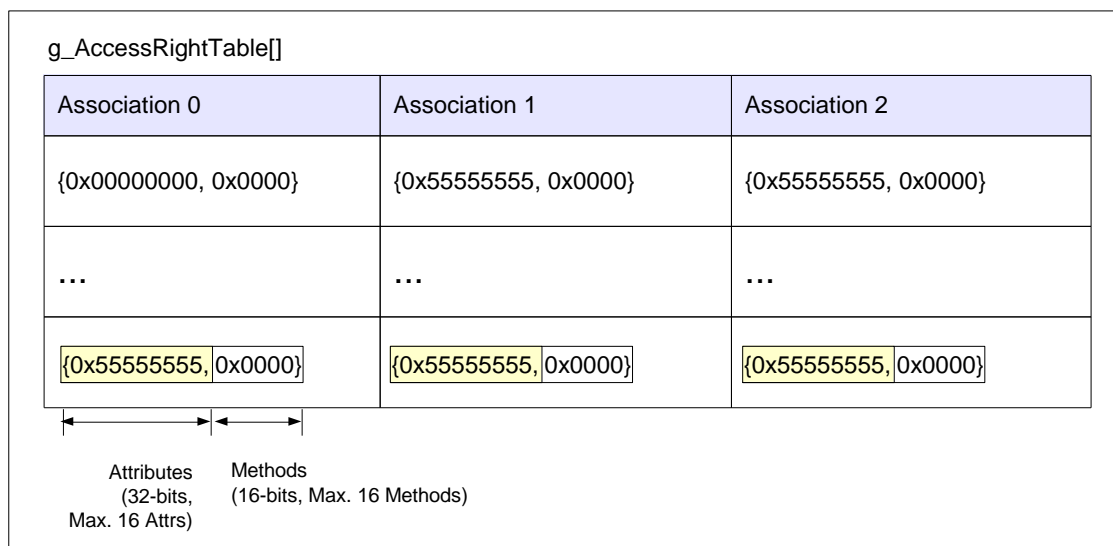 g_AccessRightTable[]
Association 0 Association 1 Association 2
{0x00000000, 0x0000} {0x55555555, 0x0000} {0x55555555, 0x0000}
... ... ...
{0x55555555, 0x0000} {0x55555555, 0x0000} {0x55555555, 0x0000}
Attributes
(32-bits,
Max. 16 Attrs)
Methods
(16-bits, Max. 16 Methods)